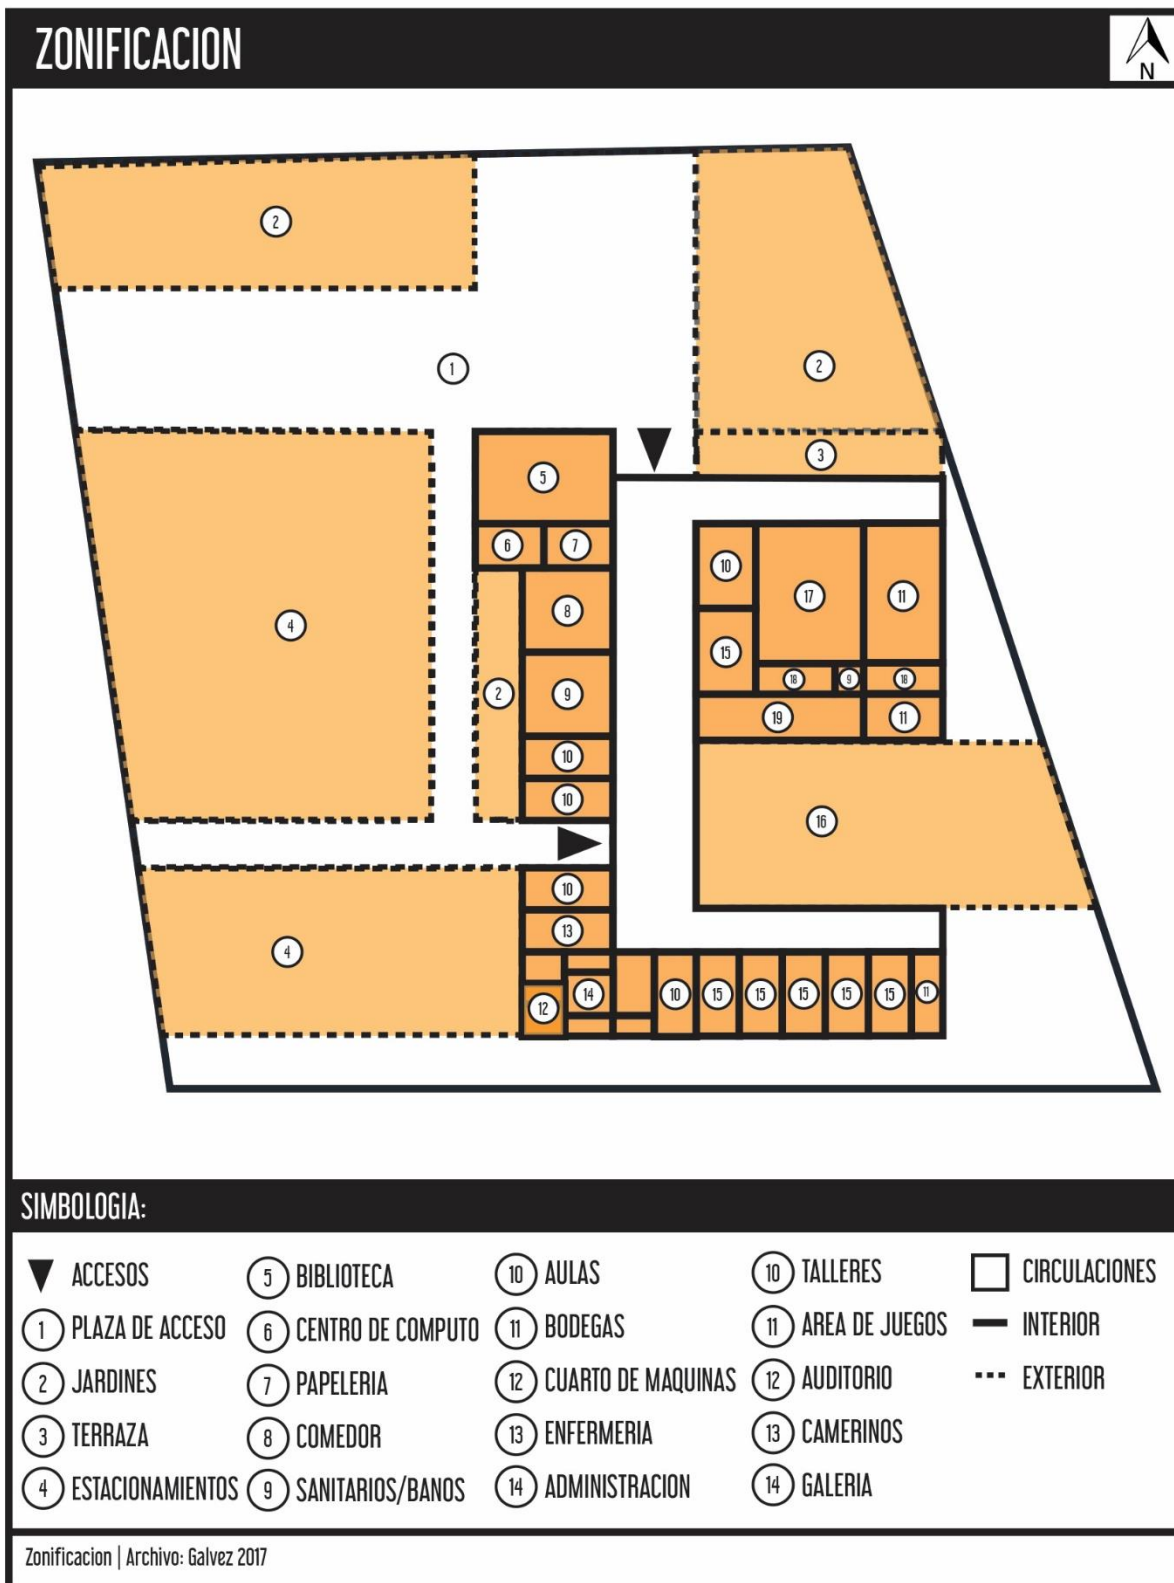 ZONIFICACION
N
2
1
2
3
5
6
7
8
4
2
9
10
10
10
17
11
15
18
9
18
19
11
16
10
13
4
12
14
10
15
15
15
15
15
11
SIMBOLOGIA:
ACCESOS
1 PLAZA DE ACCESO
2 JARDINES
3 TERRAZA
4 ESTACIONAMIENTOS
5 BIBLIOTECA
6 CENTRO DE COMPUTO
7 PAPELERIA
8 COMEDOR
9 SANITARIOS/BANOS
10 AULAS
11 BODEGAS
12 CUARTO DE MAQUINAS
13 ENFERMERIA
14 ADMINISTRACION
10 TALLERES
11 AREA DE JUEGOS
12 AUDITORIO
13 CAMERINOS
14 GALERIA
CIRCULACIONES
INTERIOR
EXTERIOR
Zonificacion | Archivo: Galvez 2017